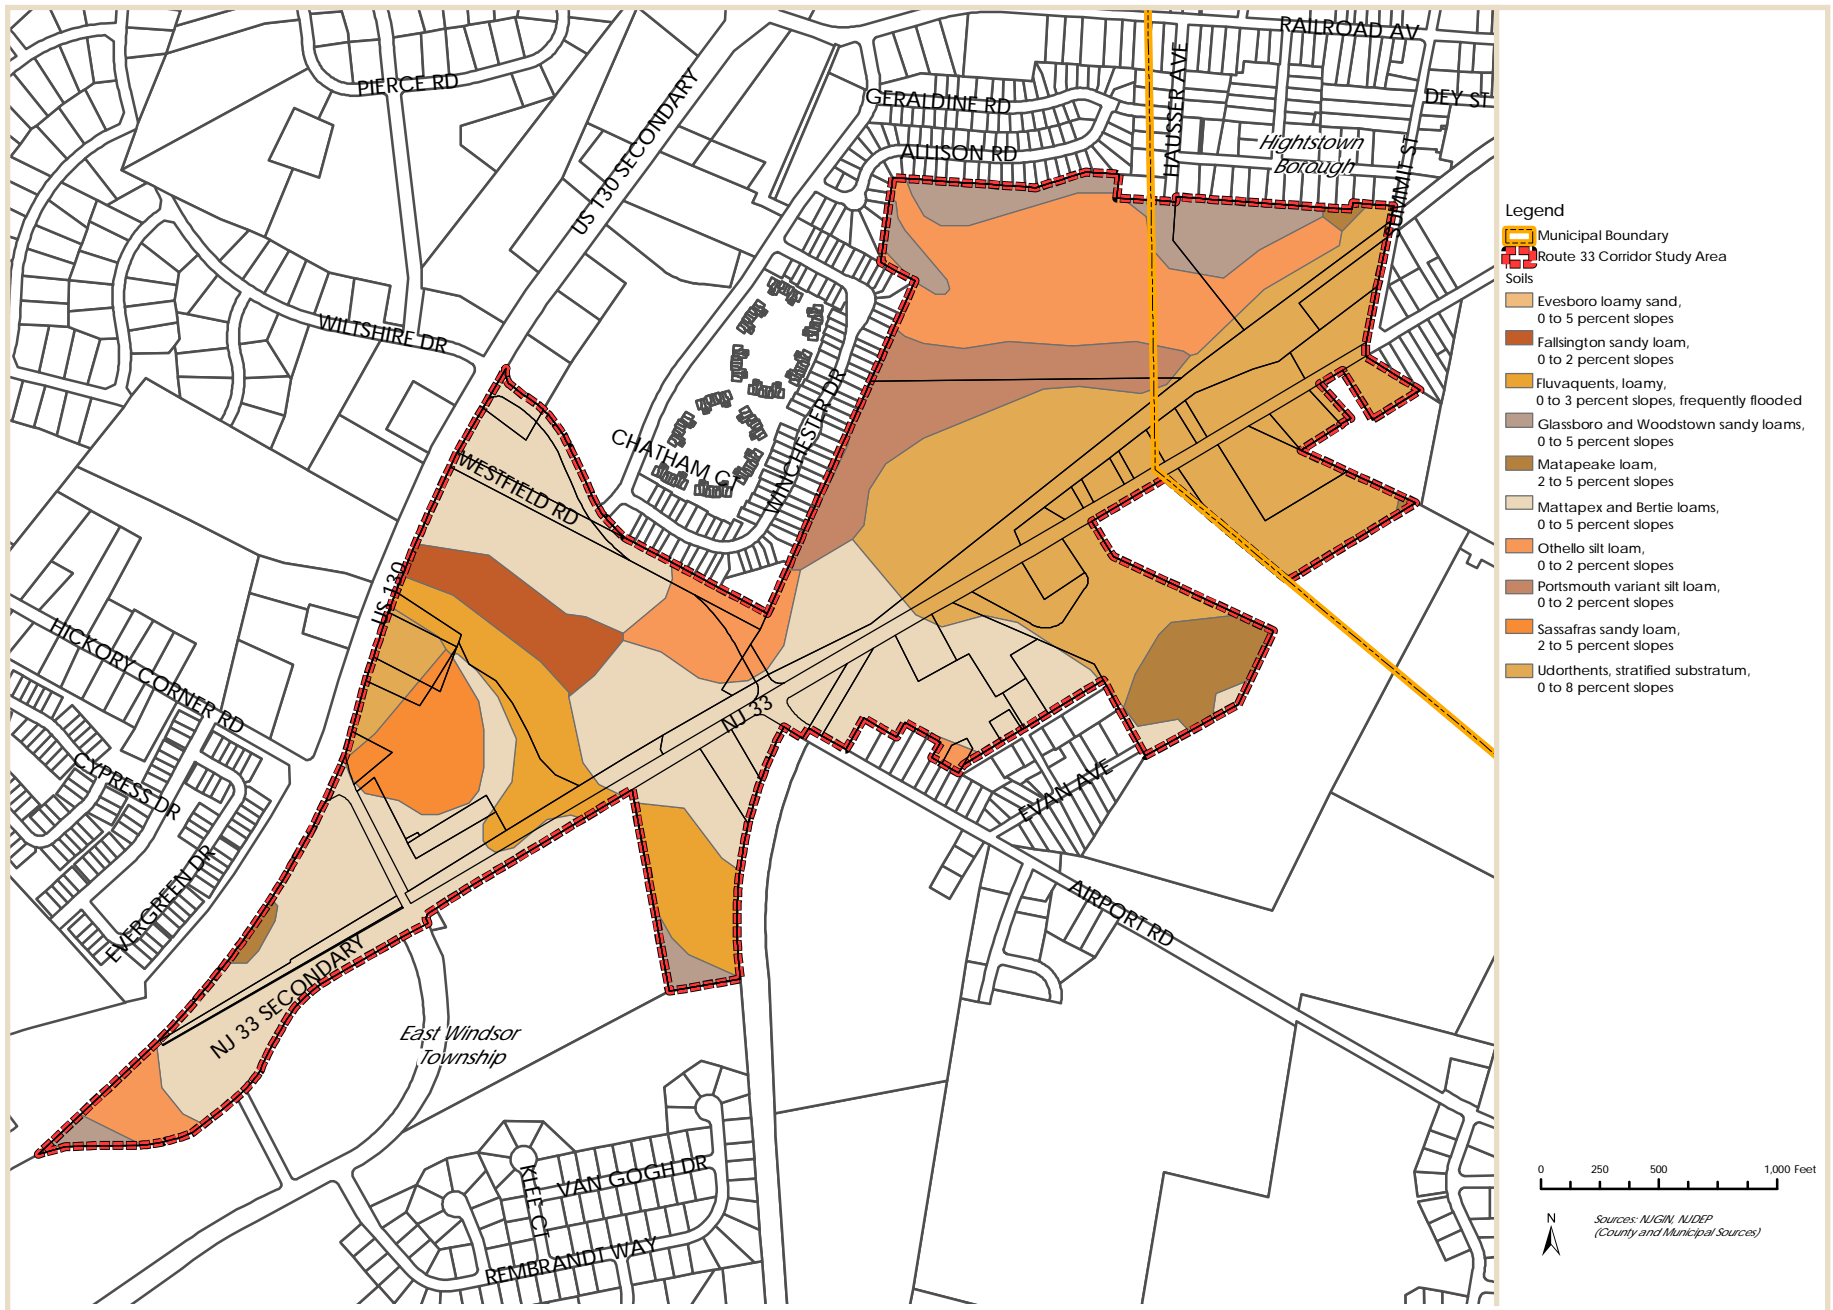 RAILROAD AV
PIERCE RD
US 130 SECONDARY
GERALDINE RD
HAUSSER AVE
DEY ST
ALLISON RD
Hightstown
Borough
SUMMIT ST
WILTSHIRE DR
CHATHAM CT
WINCHESTER DR
WESTFIELD RD
US 130
HICKORY CORNER RD
NJ 33
CYPRESS DR
EVAN AVE
EVERGREEN DR
AIRPORT RD
NJ 33 SECONDARY
East Windsor
Township
VAN GOGH DR
KLEE CT
REMBRANDT WAY
Legend
Municipal Boundary
Route 33 Corridor Study Area
Soils
Evesboro loamy sand,
0 to 5 percent slopes
Fallsington sandy loam,
0 to 2 percent slopes
Fluvaquents, loamy,
0 to 3 percent slopes, frequently flooded
Glassboro and Woodstown sandy loams,
0 to 5 percent slopes
Matapeake loam,
2 to 5 percent slopes
Mattapex and Bertie loams,
0 to 5 percent slopes
Othello silt loam,
0 to 2 percent slopes
Portsmouth variant silt loam,
0 to 2 percent slopes
Sassafras sandy loam,
2 to 5 percent slopes
Udorthents, stratified substratum,
0 to 8 percent slopes
0 250 500 1,000 Feet
N
Sources: NJGIN, NJDEP
(County and Municipal Sources)